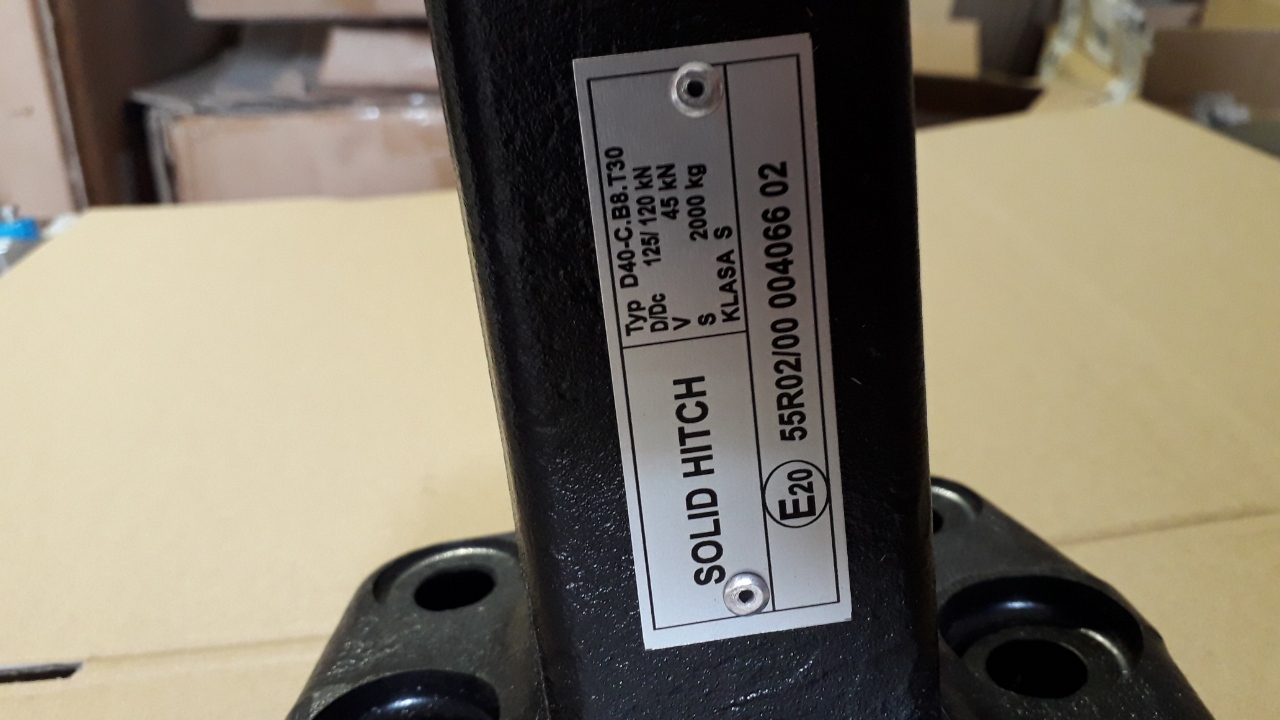 SOLID HITCH
Typ D40-C.B8.T30
D/Dc 125/ 120 kN
V 45 kN
S 2000 kg
KLASA S
E20 55R02/00 004066 02